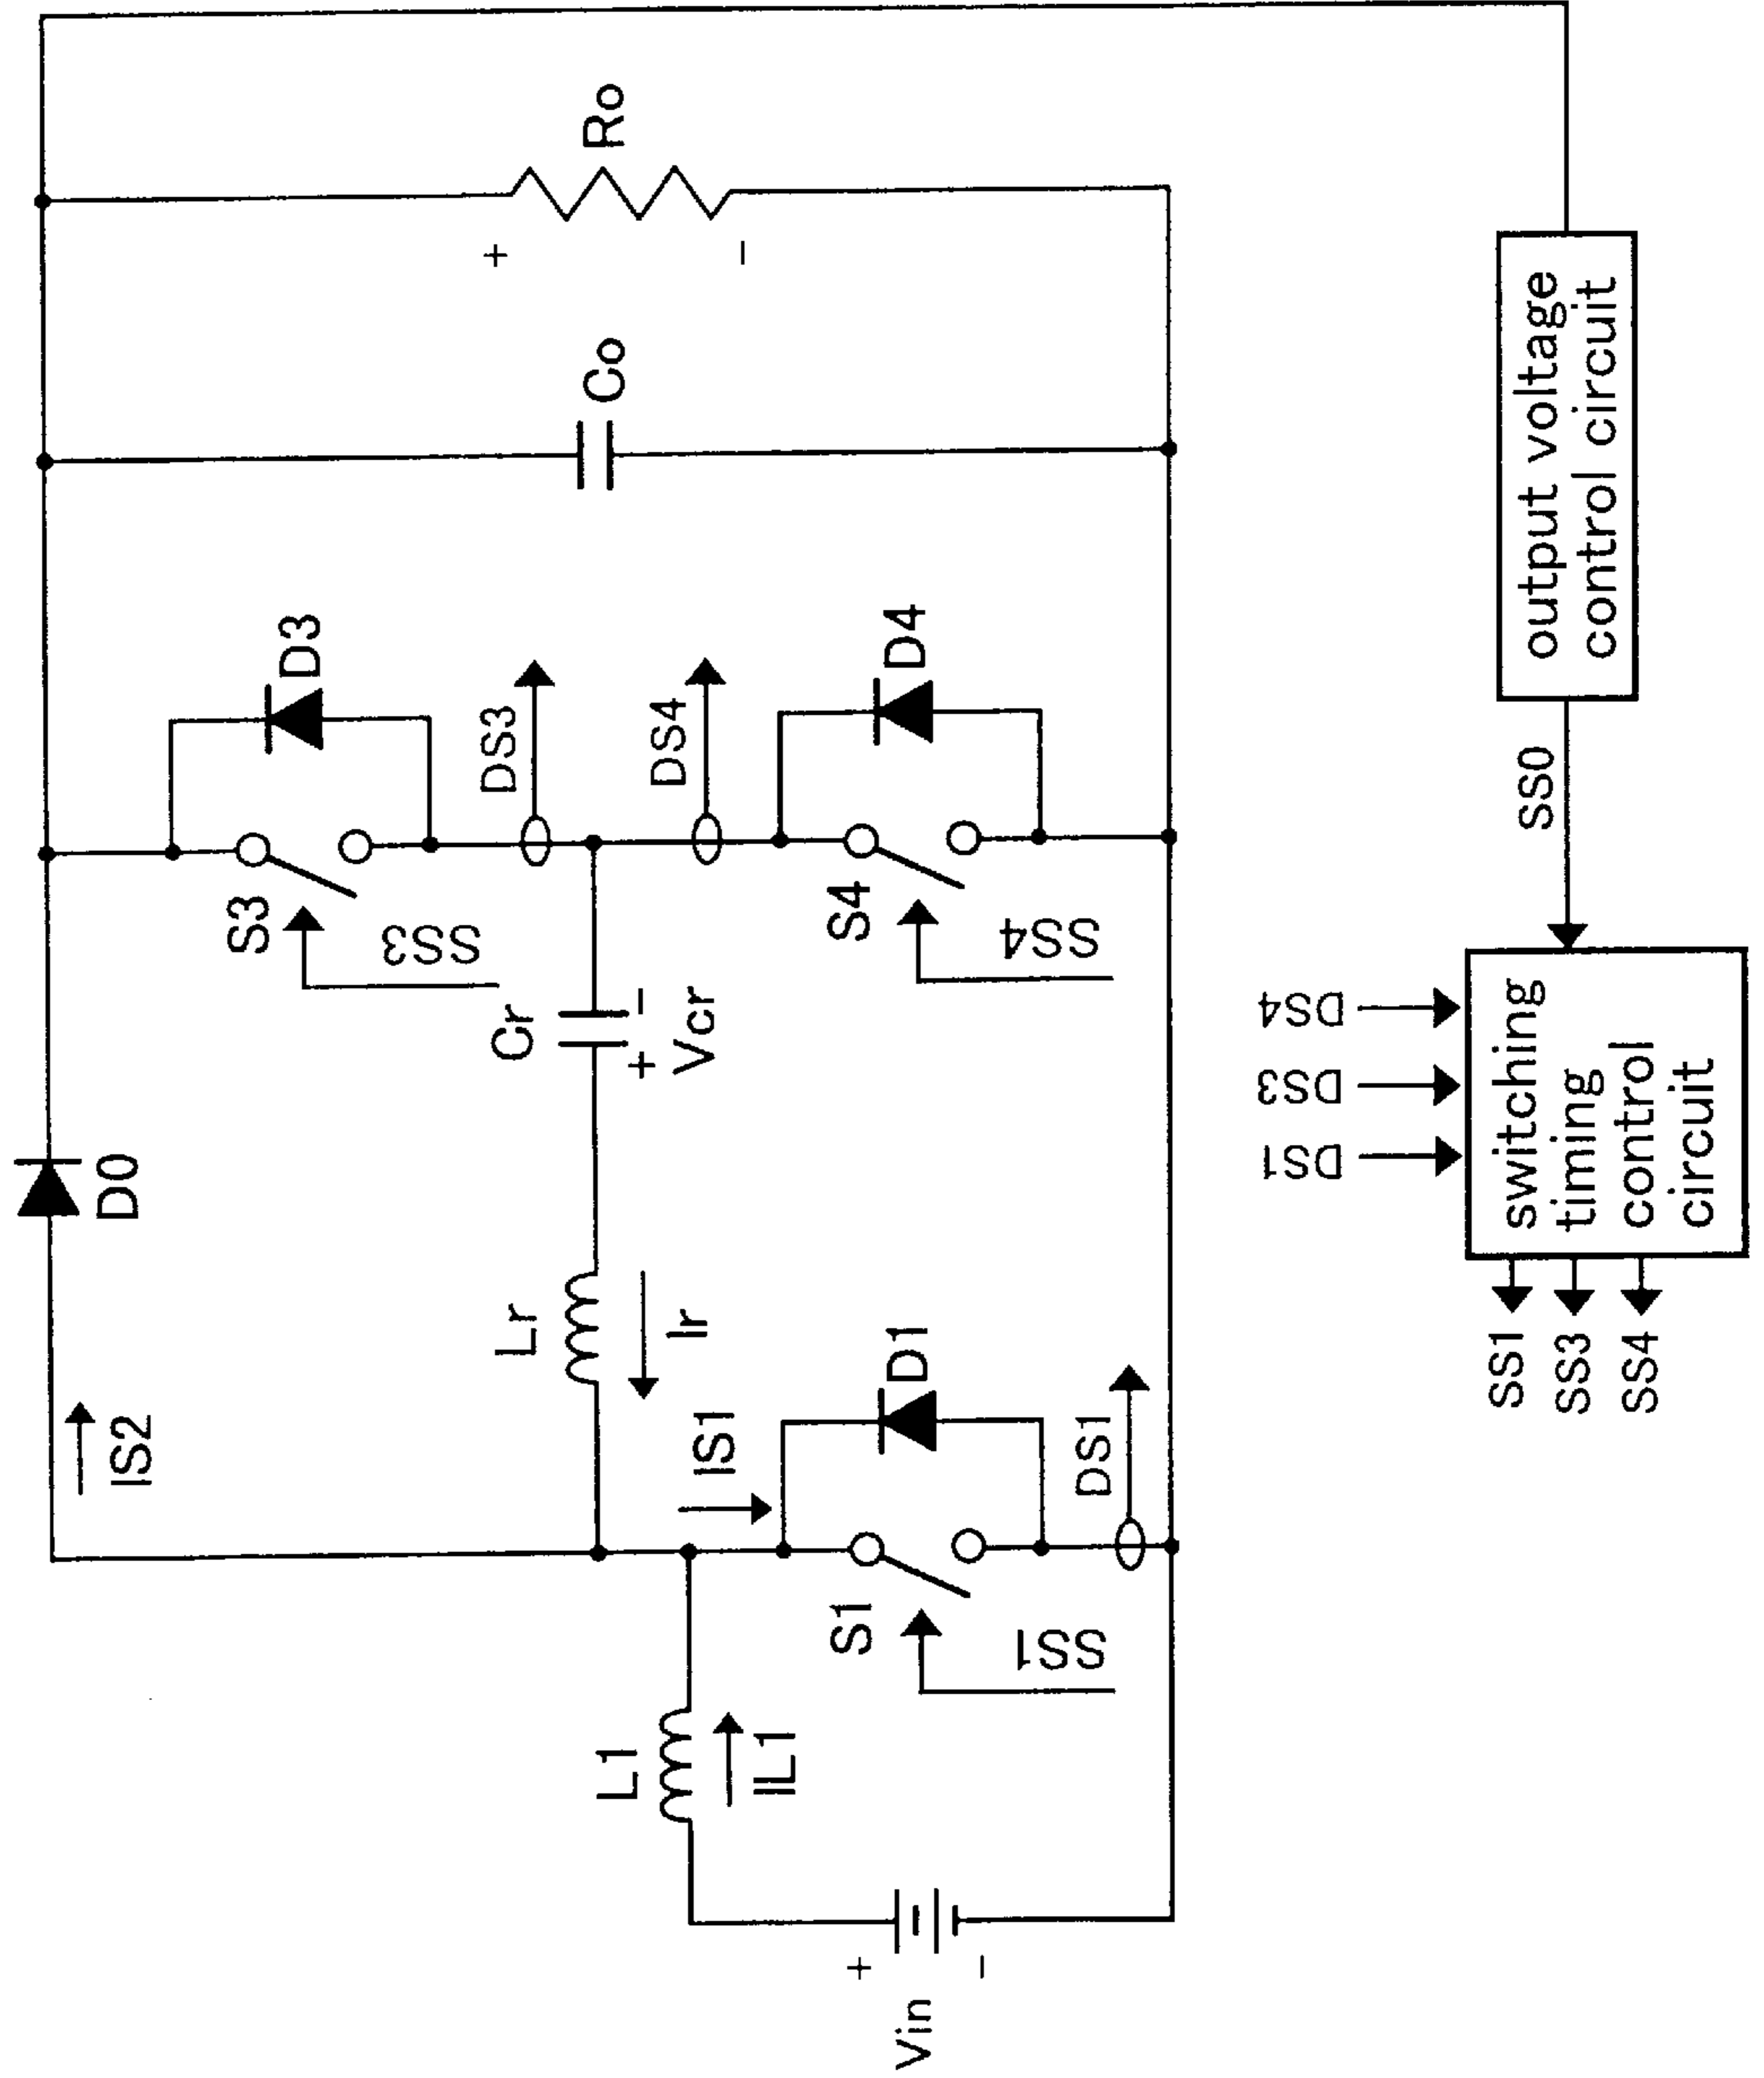 IS2
D0
Lr
Ir
Cr
+
−
Vcr
S3
SS3
D3
DS3
DS4
S4
SS4
D4
Co
+
Ro
−
L1
IL1
IS1
D1
S1
SS1
DS1
+
Vin
−
SS1
SS3
SS4
DS1
DS3
DS4
switching
timing
control
circuit
SS0
output voltage
control circuit